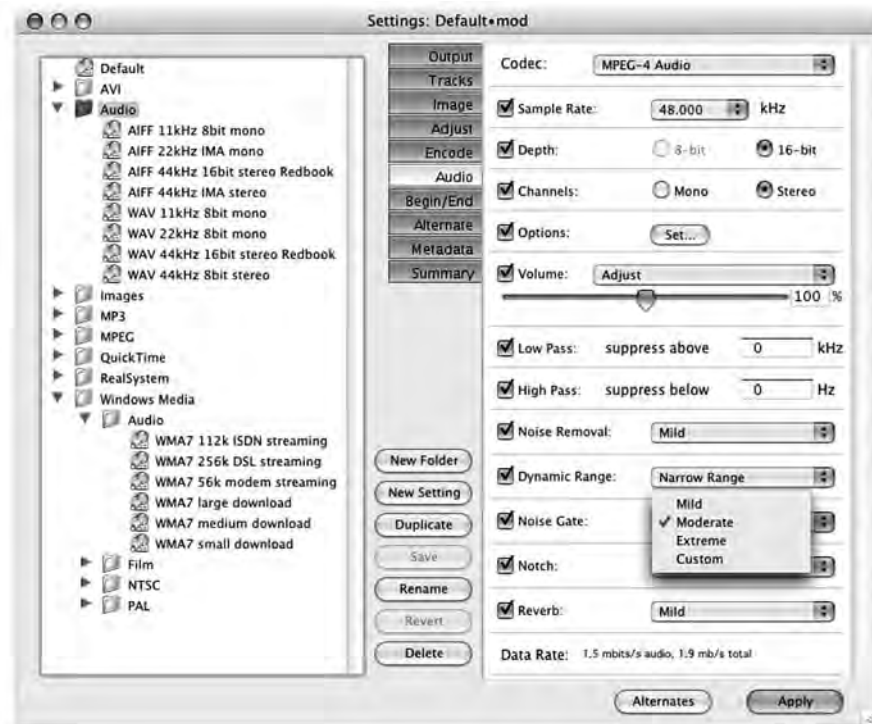 Settings: Default•mod
Default
AVI
Audio
AIFF 11kHz 8bit mono
AIFF 22kHz IMA mono
AIFF 44kHz 16bit stereo Redbook
AIFF 44kHz IMA stereo
WAV 11kHz 8bit mono
WAV 22kHz 8bit mono
WAV 44kHz 16bit stereo Redbook
WAV 44kHz 8bit stereo
Images
MP3
MPEG
QuickTime
RealSystem
Windows Media
Audio
WMA7 112k ISDN streaming
WMA7 256k DSL streaming
WMA7 56k modem streaming
WMA7 large download
WMA7 medium download
WMA7 small download
Film
NTSC
PAL
Output
Tracks
Image
Adjust
Encode
Audio
Begin/End
Alternate
Metadata
Summary
New Folder
New Setting
Duplicate
Save
Rename
Revert
Delete
Codec: MPEG-4 Audio
Sample Rate: 48.000 kHz
Depth: 8-bit 16-bit
Channels: Mono Stereo
Options: Set...
Volume: Adjust
100 %
Low Pass: suppress above 0 kHz
High Pass: suppress below 0 Hz
Noise Removal: Mild
Dynamic Range: Narrow Range
Noise Gate:
Mild
Moderate
Extreme
Custom
Notch:
Reverb: Mild
Data Rate: 1.5 mbits/s audio, 1.9 mb/s total
Alternates Apply